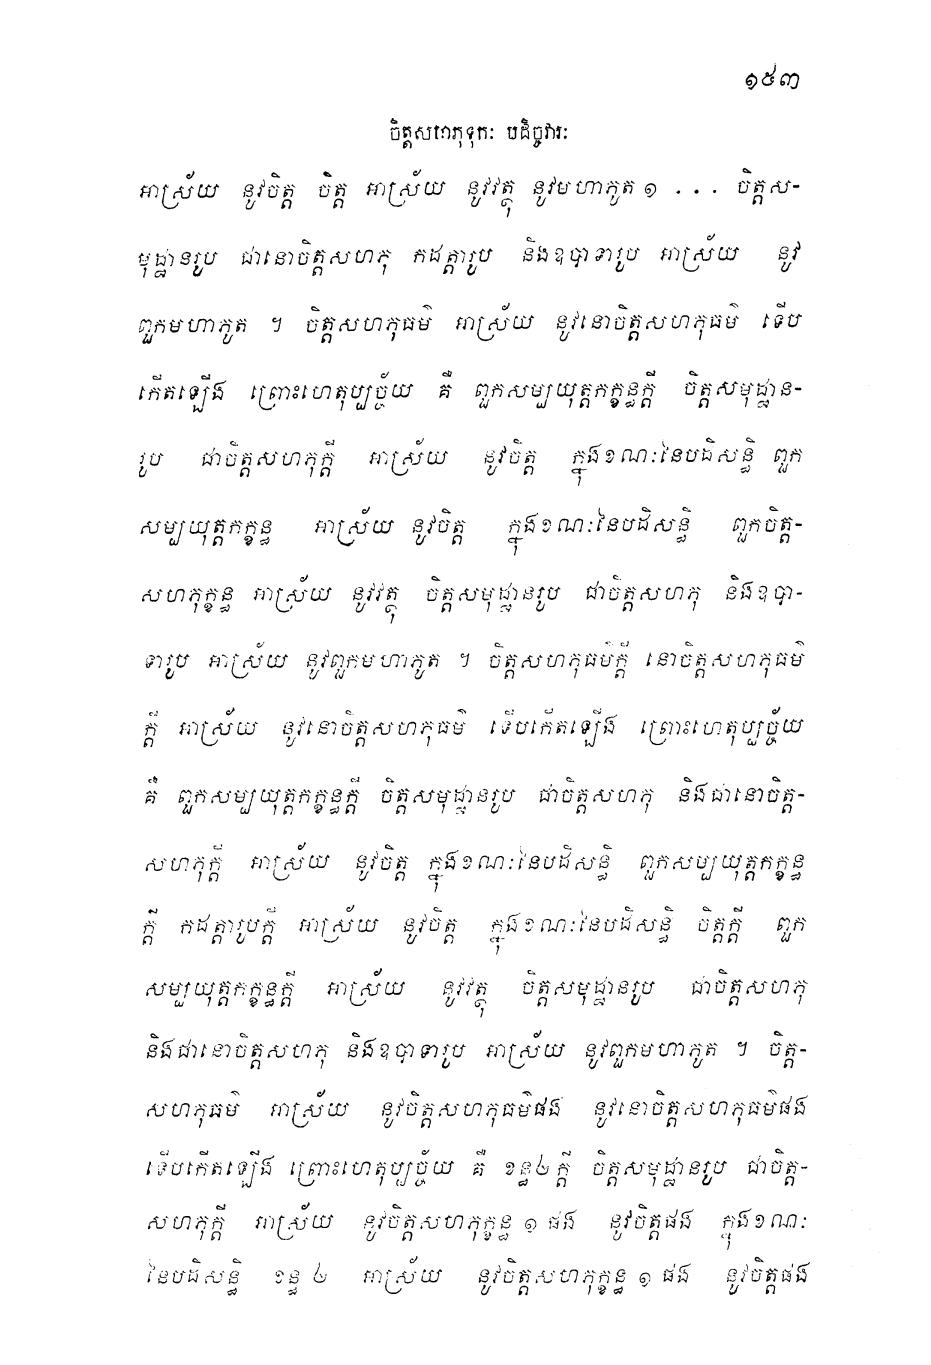 ១៥៣
ចិត្តសហភុទុកៈ បដិច្ចវារៈ
អាស្រ័យ នូវចិត្ត ចិត្ត អាស្រ័យ នូវវត្ថុ នូវមហាភូត ១ . . . ចិត្តស-
មុដ្ឋានរូប ជានោចិត្តសហភុ កដត្តារូប និងឧបាទារូប អាស្រ័យ នូវ
ពួកមហាភូត ។ ចិត្តសហភុធម៌ អាស្រ័យ នូវនោចិត្តសហភុធម៌ ទើប
កើតឡើង ព្រោះហេតុប្បច្ច័យ គឺ ពួកសម្បយុត្តកក្ខន្ធក្តី ចិត្តសមុដ្ឋាន-
រូប ជាចិត្តសហភុក្តី អាស្រ័យ នូវចិត្ត ក្នុងខណៈនៃបដិសន្ធិ ពួក
សម្បយុត្តកក្ខន្ធ អាស្រ័យ នូវចិត្ត ក្នុងខណៈនៃបដិសន្ធិ ពួកចិត្ត-
សហភុក្ខន្ធ អាស្រ័យ នូវវត្ថុ ចិត្តសមុដ្ឋានរូប ជាចិត្តសហភុ និងឧបា-
ទារូប អាស្រ័យ នូវពួកមហាភូត ។ ចិត្តសហភុធម៌ក្តី នោចិត្តសហភុធម៌
ក្តី អាស្រ័យ នូវនោចិត្តសហភុធម៌ ទើបកើតឡើង ព្រោះហេតុប្បច្ច័យ
គឺ ពួកសម្បយុត្តកក្ខន្ធក្តី ចិត្តសមុដ្ឋានរូប ជាចិត្តសហភុ និងជានោចិត្ត-
សហភុក្តី អាស្រ័យ នូវចិត្ត ក្នុងខណៈនៃបដិសន្ធិ ពួកសម្បយុត្តកក្ខន្ធ
ក្តី កដត្តារូបក្តី អាស្រ័យ នូវចិត្ត ក្នុងខណៈនៃបដិសន្ធិ ចិត្តក្តី ពួក
សម្បយុត្តកក្ខន្ធក្តី អាស្រ័យ នូវវត្ថុ ចិត្តសមុដ្ឋានរូប ជាចិត្តសហភុ
និងជានោចិត្តសហភុ និងឧបាទារូប អាស្រ័យ នូវពួកមហាភូត ។ ចិត្ត-
សហភុធម៌ អាស្រ័យ នូវចិត្តសហភុធម៌ផង នូវនោចិត្តសហភុធម៌ផង
ទើបកើតឡើង ព្រោះហេតុប្បច្ច័យ គឺ ខន្ធ៤ក្តី ចិត្តសមុដ្ឋានរូប ជាចិត្ត-
សហភុក្តី អាស្រ័យ នូវចិត្តសហភុក្ខន្ធ ១ ផង នូវចិត្តផង ក្នុងខណៈ
នៃបដិសន្ធិ ខន្ធ ៤ អាស្រ័យ នូវចិត្តសហភុក្ខន្ធ ១ ផង នូវចិត្តផង